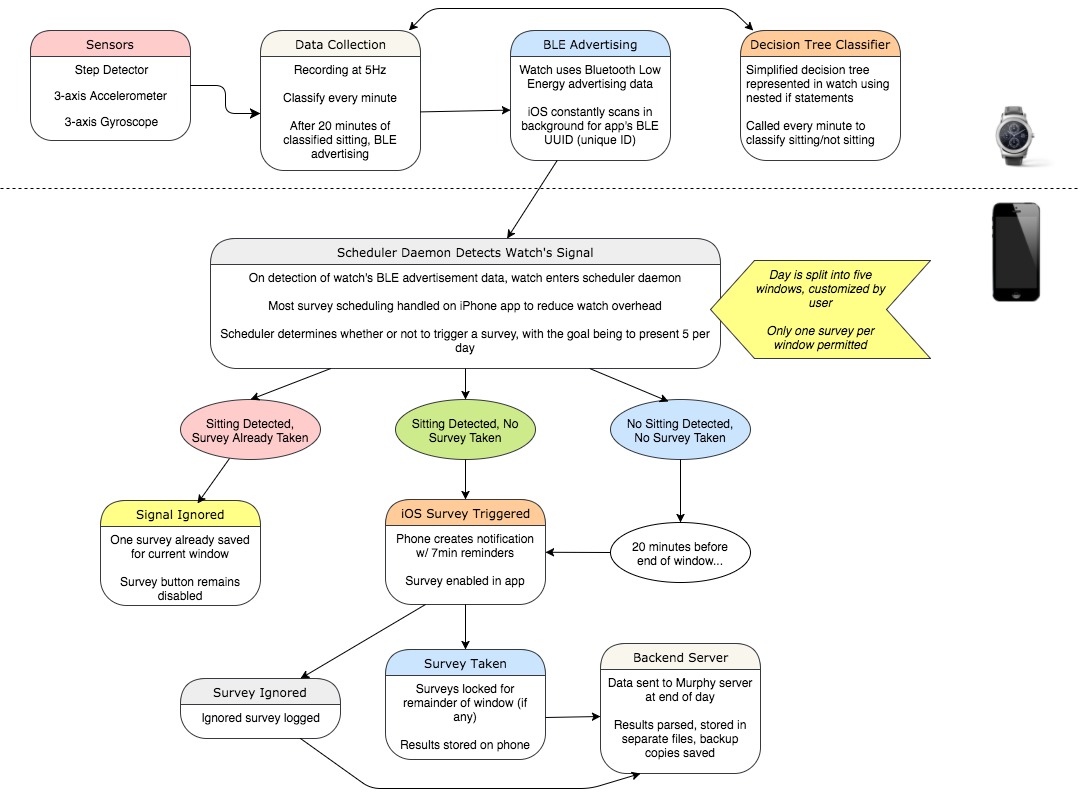 Sensors
Step Detector
3-axis Accelerometer
3-axis Gyroscope
Data Collection
Recording at 5Hz
Classify every minute
After 20 minutes of
classified sitting, BLE
advertising
BLE Advertising
Watch uses Bluetooth Low
Energy advertising data
iOS constantly scans in
background for app's BLE
UUID (unique ID)
Decision Tree Classifier
Simplified decision tree
represented in watch using
nested if statements
Called every minute to
classify sitting/not sitting
Scheduler Daemon Detects Watch's Signal
On detection of watch's BLE advertisement data, watch enters scheduler daemon
Most survey scheduling handled on iPhone app to reduce watch overhead
Scheduler determines whether or not to trigger a survey, with the goal being to present 5 per
day
Day is split into five
windows, customized by
user
Only one survey per
window permitted
Sitting Detected,
Survey Already Taken
Sitting Detected, No
Survey Taken
No Sitting Detected,
No Survey Taken
Signal Ignored
One survey already saved
for current window
Survey button remains
disabled
iOS Survey Triggered
Phone creates notification
w/ 7min reminders
Survey enabled in app
20 minutes before
end of window...
Survey Ignored
Ignored survey logged
Survey Taken
Surveys locked for
remainder of window (if
any)
Results stored on phone
Backend Server
Data sent to Murphy server
at end of day
Results parsed, stored in
separate files, backup
copies saved